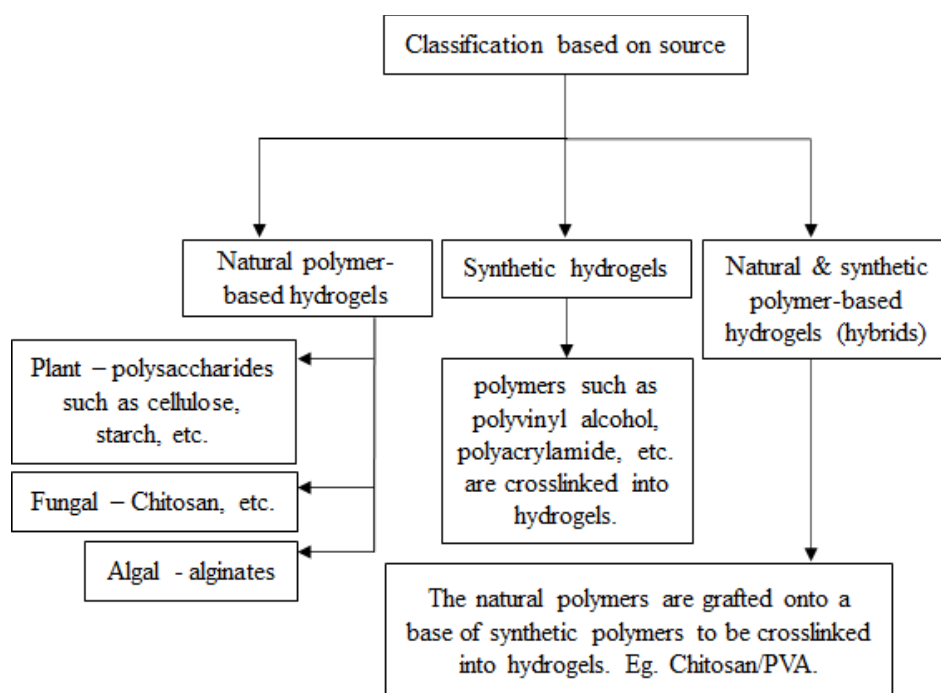 Classification based on source
Natural polymer-
based hydrogels
Synthetic hydrogels
Natural & synthetic
polymer-based
hydrogels (hybrids)
Plant – polysaccharides
such as cellulose,
starch, etc.
Fungal – Chitosan, etc.
Algal - alginates
polymers such as
polyvinyl alcohol,
polyacrylamide, etc.
are crosslinked into
hydrogels.
The natural polymers are grafted onto a
base of synthetic polymers to be crosslinked
into hydrogels. Eg. Chitosan/PVA.